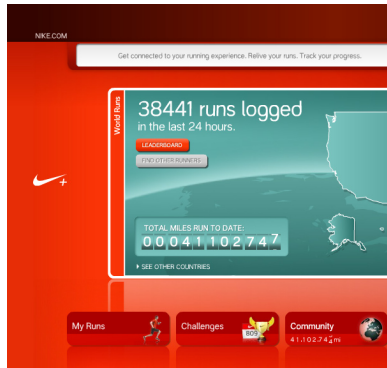 NIKE.COM
Get connected to your running experience. Relive your runs. Track your progress.
World Runs
38441 runs logged
in the last 24 hours.
LEADERBOARD
FIND OTHER RUNNERS
TOTAL MILES RUN TO DATE:
00041102747
SEE OTHER COUNTRIES
My Runs
Challenges
809
Community
41,102,744 mi